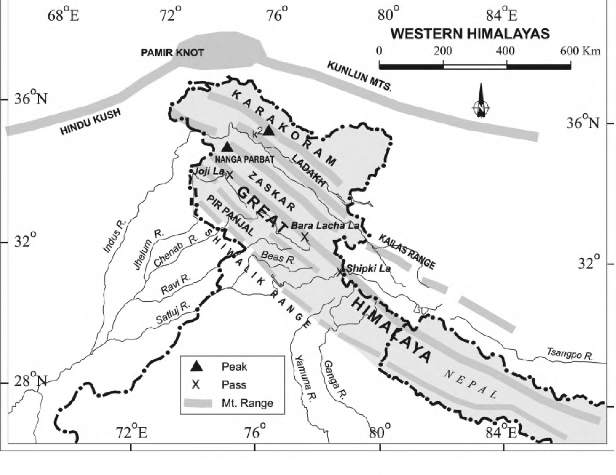 68°E 72° 76° 80° 84°E
WESTERN HIMALAYAS
0 200 400 600 Km
PAMIR KNOT
KUNLUN MTS.
HINDU KUSH
36°N
36°N
KARAKORAM
K2
NANGA PARBAT
LADAKH
Joji La
ZASKAR
GREAT
PIR PANJAL
Bara Lacha La
KAILAS RANGE
Indus R.
Jhelum R.
Chenab R.
32°
32°
Beas R
Shipki La
SHIWALIK RANGE
Ravi R.
Satluj R.
HIMALAYA
Tsangpo R.
NEPAL
Yamuna R.
Ganga R.
28°N
Peak
X Pass
Mt. Range
72°E 76° 80° 84°E